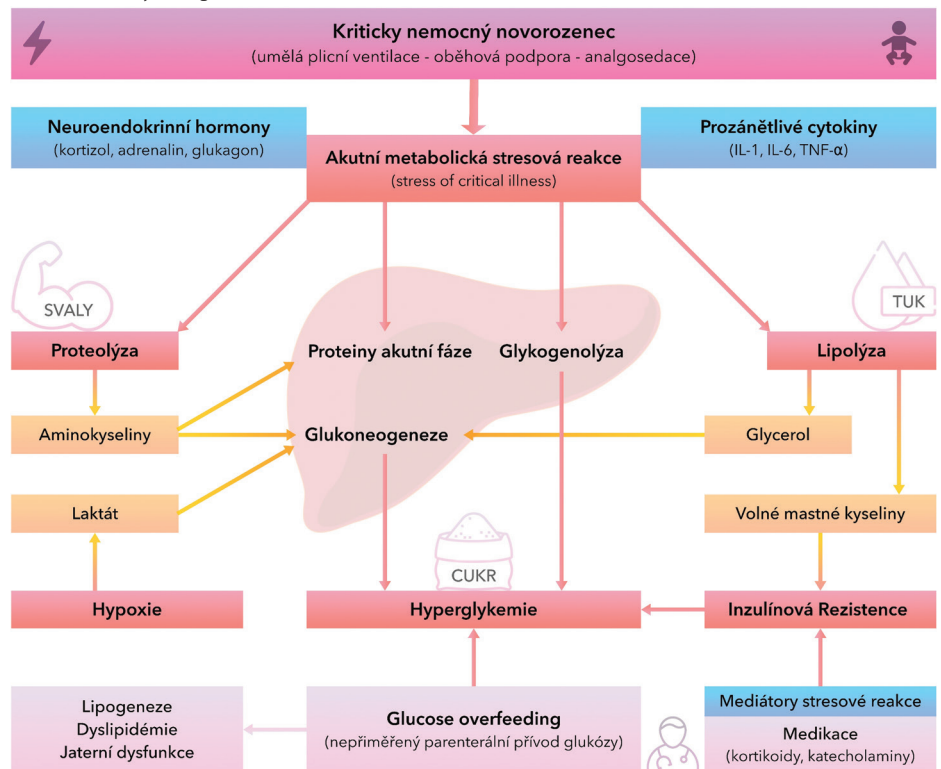 Kriticky nemocný novorozenec
(umělá plicní ventilace - oběhová podpora - analgosedace)
Neuroendokrinní hormony
(kortizol, adrenalin, glukagon)
Prozánětlivé cytokiny
(IL-1, IL-6, TNF-α)
Akutní metabolická stresová reakce
(stress of critical illness)
SVALY
TUK
Proteolýza
Proteiny akutní fáze
Glykogenolýza
Lipolýza
Aminokyseliny
Glukoneogeneze
Glycerol
Laktát
Volné mastné kyseliny
CUKR
Hypoxie
Hyperglykemie
Inzulínová Rezistence
Lipogeneze
Dyslipidémie
Jaterní dysfunkce
Glucose overfeeding
(nepřiměřený parenterální přívod glukózy)
Mediátory stresové reakce
Medikace
(kortikoidy, katecholaminy)